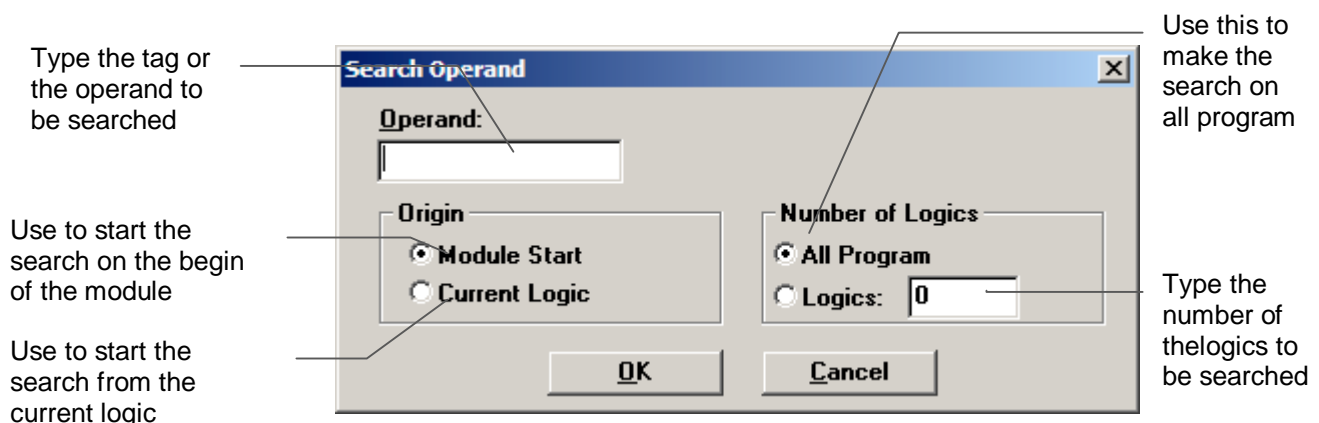 Type the tag or
the operand to
be searched
Use to start the
search on the begin
of the module
Use to start the
search from the
current logic
Search Operand
Operand:
Origin
Module Start
Current Logic
Number of Logics
All Program
Logics: 0
OK
Cancel
Use this to
make the
search on
all program
Type the
number of
thelogics to
be searched